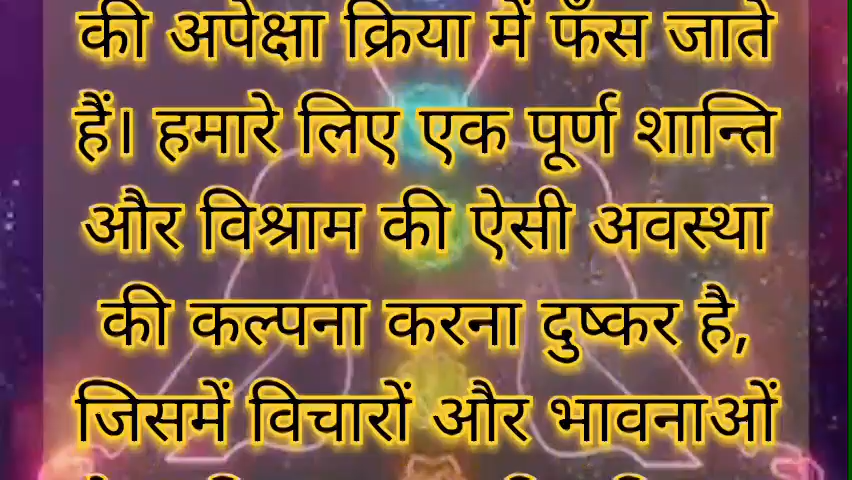 की अपेक्षा क्रिया में फँस जाते
हैं। हमारे लिए एक पूर्ण शान्ति
और विश्राम की ऐसी अवस्था
की कल्पना करना दुष्कर है,
जिसमें विचारों और भावनाओं